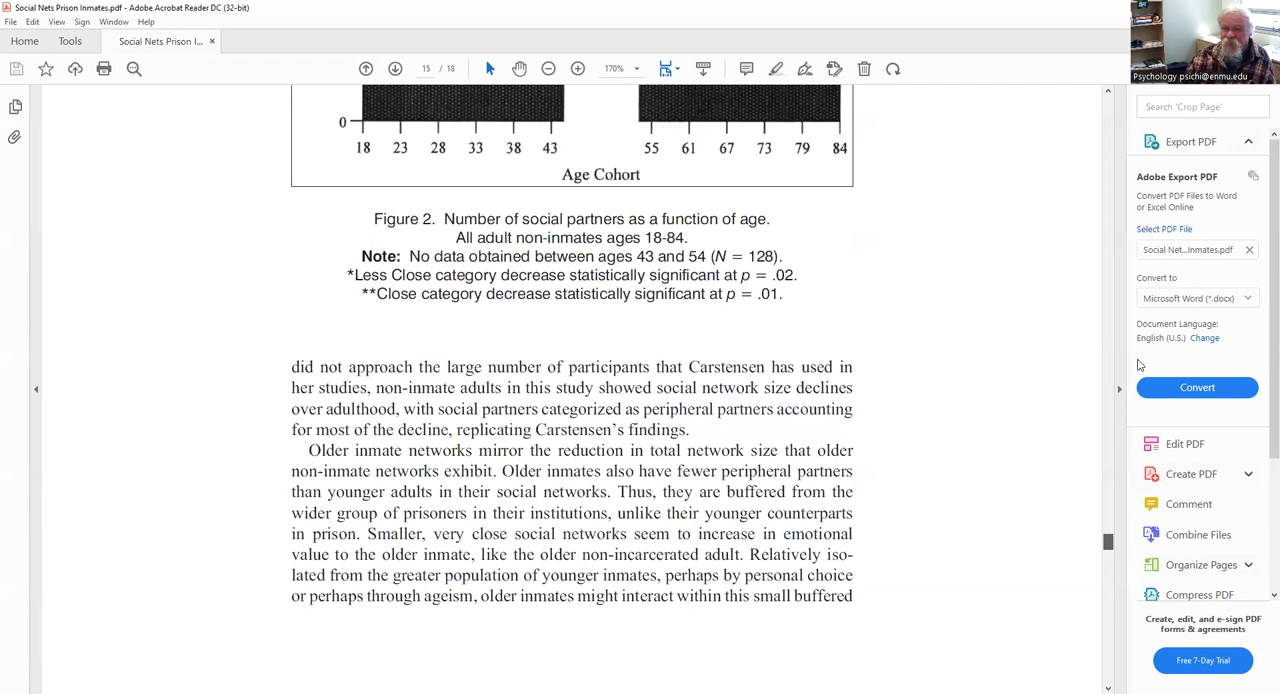 Social Nets Prison Inmates.pdf - Adobe Acrobat Reader DC (32-bit)
File Edit View Sign Window Help
Home Tools Social Nets Prison I... ×
15 / 18 170%
Psychology psichi@enmu.edu
0
18 23 28 33 38 43 55 61 67 73 79 84
Age Cohort
Figure 2. Number of social partners as a function of age.
All adult non-inmates ages 18-84.
Note: No data obtained between ages 43 and 54 (N = 128).
*Less Close category decrease statistically significant at p = .02.
**Close category decrease statistically significant at p = .01.
did not approach the large number of participants that Carstensen has used in
her studies, non-inmate adults in this study showed social network size declines
over adulthood, with social partners categorized as peripheral partners accounting
for most of the decline, replicating Carstensen's findings.
Older inmate networks mirror the reduction in total network size that older
non-inmate networks exhibit. Older inmates also have fewer peripheral partners
than younger adults in their social networks. Thus, they are buffered from the
wider group of prisoners in their institutions, unlike their younger counterparts
in prison. Smaller, very close social networks seem to increase in emotional
value to the older inmate, like the older non-incarcerated adult. Relatively iso-
lated from the greater population of younger inmates, perhaps by personal choice
or perhaps through ageism, older inmates might interact within this small buffered
Search 'Crop Page'
Export PDF
Adobe Export PDF
Convert PDF Files to Word
or Excel Online
Select PDF File
Social Net...Inmates.pdf
Convert to
Microsoft Word (*.docx)
Document Language:
English (U.S.) Change
Convert
Edit PDF
Create PDF
Comment
Combine Files
Organize Pages
Compress PDF
Create, edit, and e-sign PDF
forms & agreements
Free 7-Day Trial